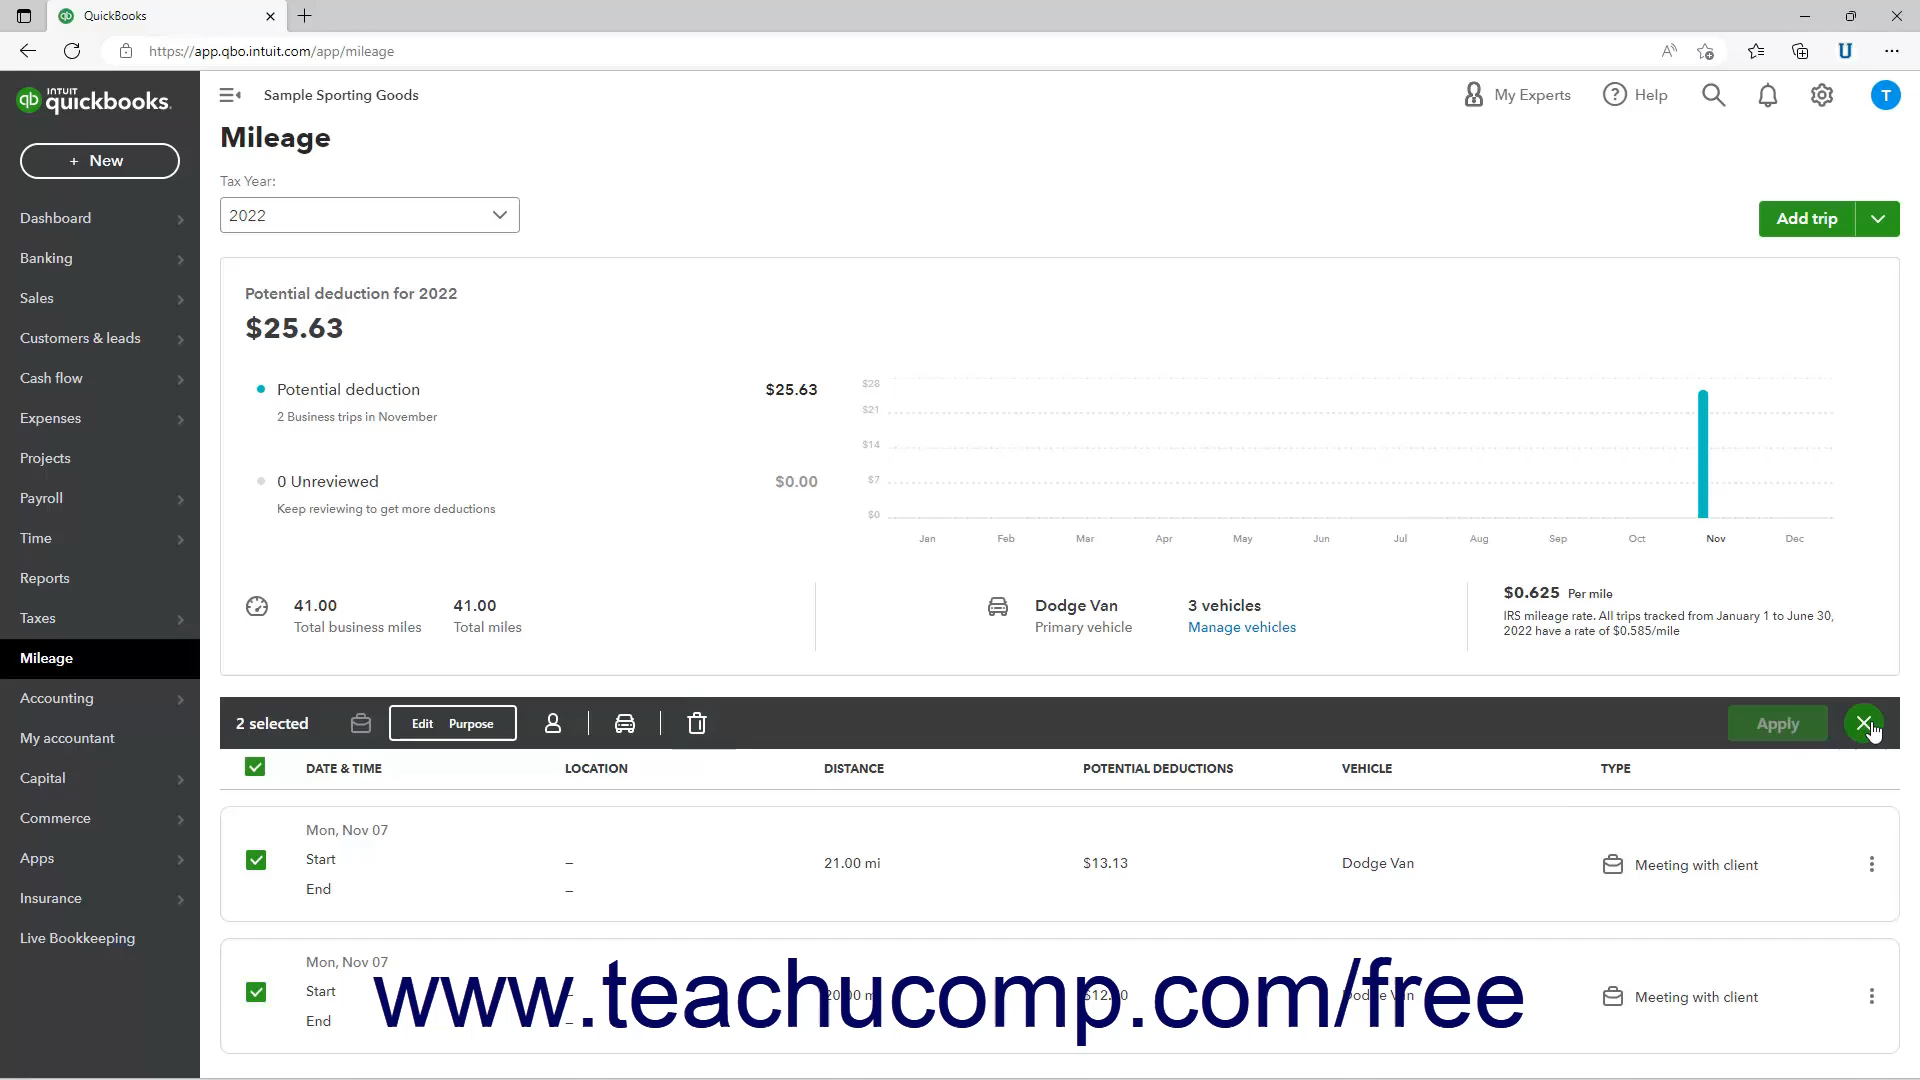 QuickBooks
https://app.qbo.intuit.com/app/mileage
INTUIT
quickbooks.
Sample Sporting Goods
My Experts
Help
T
+ New
Mileage
Tax Year:
2022
Add trip
Dashboard
Banking
Sales
Customers & leads
Cash flow
Expenses
Projects
Payroll
Time
Reports
Taxes
Mileage
Accounting
My accountant
Capital
Commerce
Apps
Insurance
Live Bookkeeping
Potential deduction for 2022
$25.63
Potential deduction $25.63
2 Business trips in November
0 Unreviewed $0.00
Keep reviewing to get more deductions
$28
$21
$14
$7
$0
Jan Feb Mar Apr May Jun Jul Aug Sep Oct Nov Dec
41.00 41.00
Total business miles Total miles
Dodge Van 3 vehicles
Primary vehicle Manage vehicles
$0.625 Per mile
IRS mileage rate. All trips tracked from January 1 to June 30,
2022 have a rate of $0.585/mile
2 selected Edit Purpose Apply
DATE & TIME LOCATION DISTANCE POTENTIAL DEDUCTIONS VEHICLE TYPE
Mon, Nov 07
Start –
End –
21.00 mi $13.13 Dodge Van Meeting with client
Mon, Nov 07
Start
End –
Meeting with client
www.teachucomp.com/free